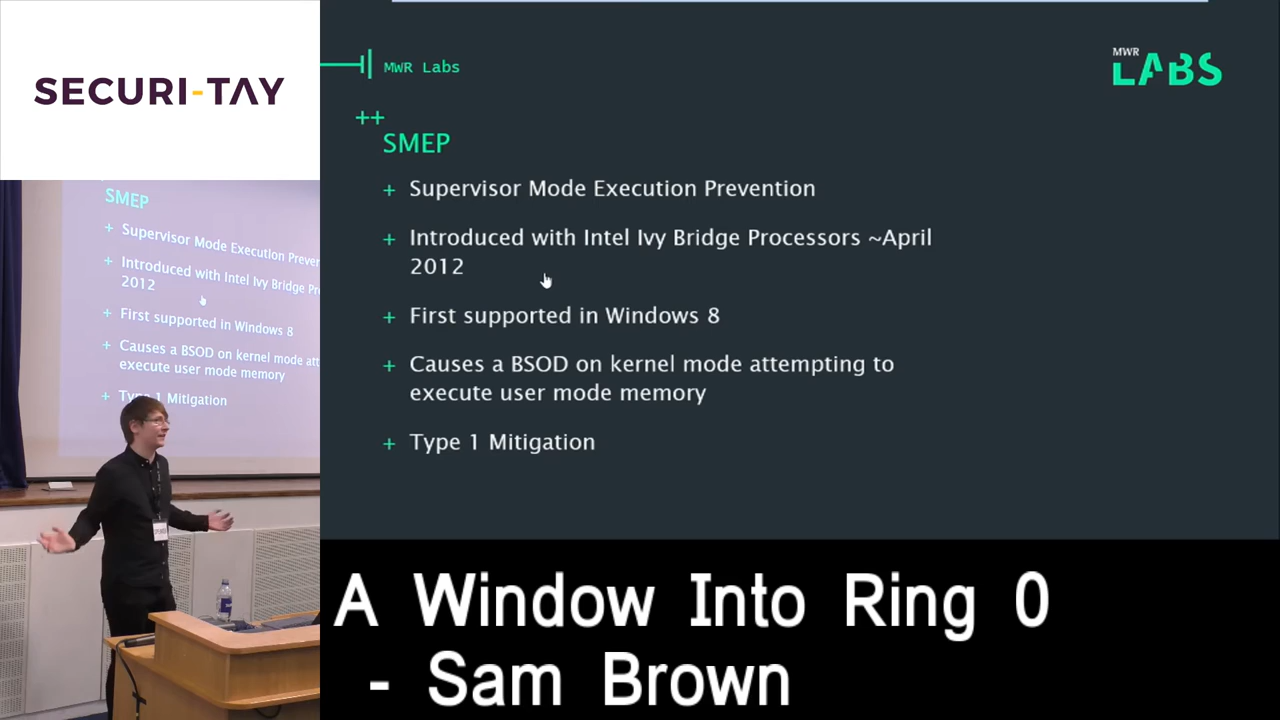 SECURI-TAY
MWR Labs
MWR
LABS
++
SMEP
+ Supervisor Mode Execution Prevention
+ Introduced with Intel Ivy Bridge Processors ~April
2012
+ First supported in Windows 8
+ Causes a BSOD on kernel mode attempting to
execute user mode memory
+ Type 1 Mitigation
SMEP
+ Supervisor Mode Execution Preven
+ Introduced with Intel Ivy Bridge Pr
2012
+ First supported in Windows 8
+ Causes a BSOD on kernel mode att
execute user mode memory
+ Type 1 Mitigation
A Window Into Ring 0
- Sam Brown